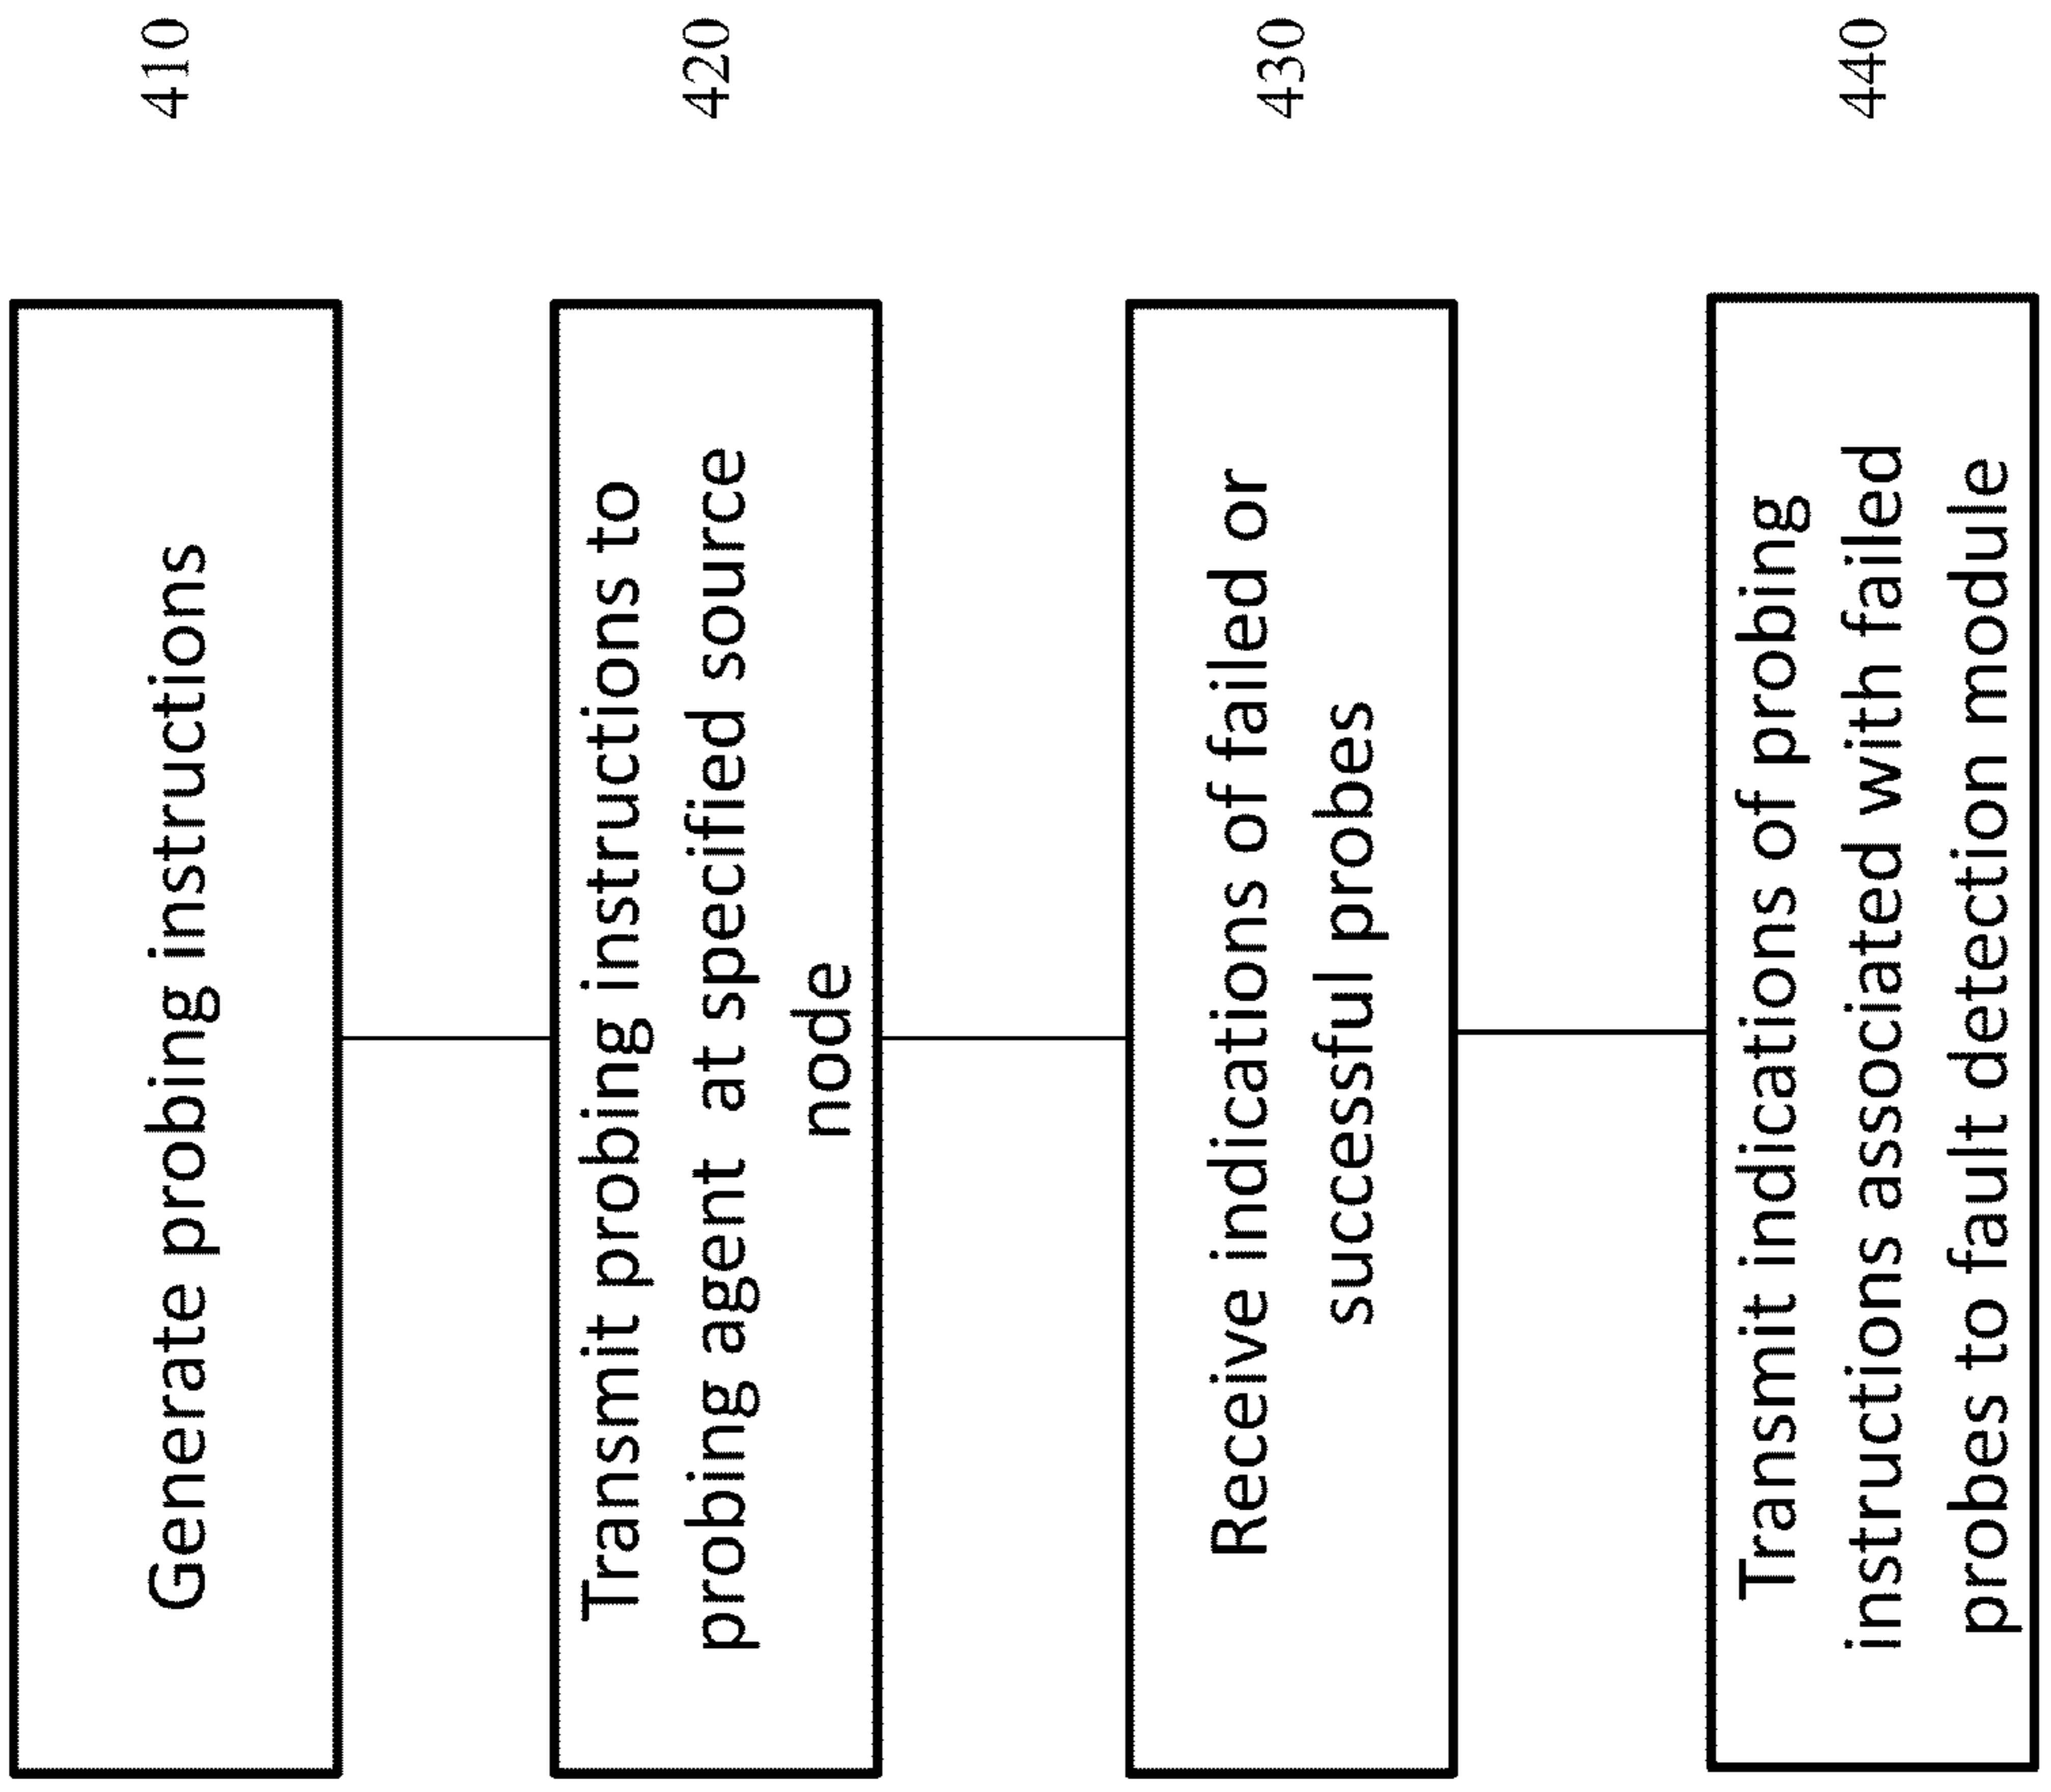 Generate probing instructions
410
Transmit probing instructions to
probing agent at specified source
node
420
Receive indications of failed or
successful probes
430
Transmit indications of probing
instructions associated with failed
probes to fault detection module
440